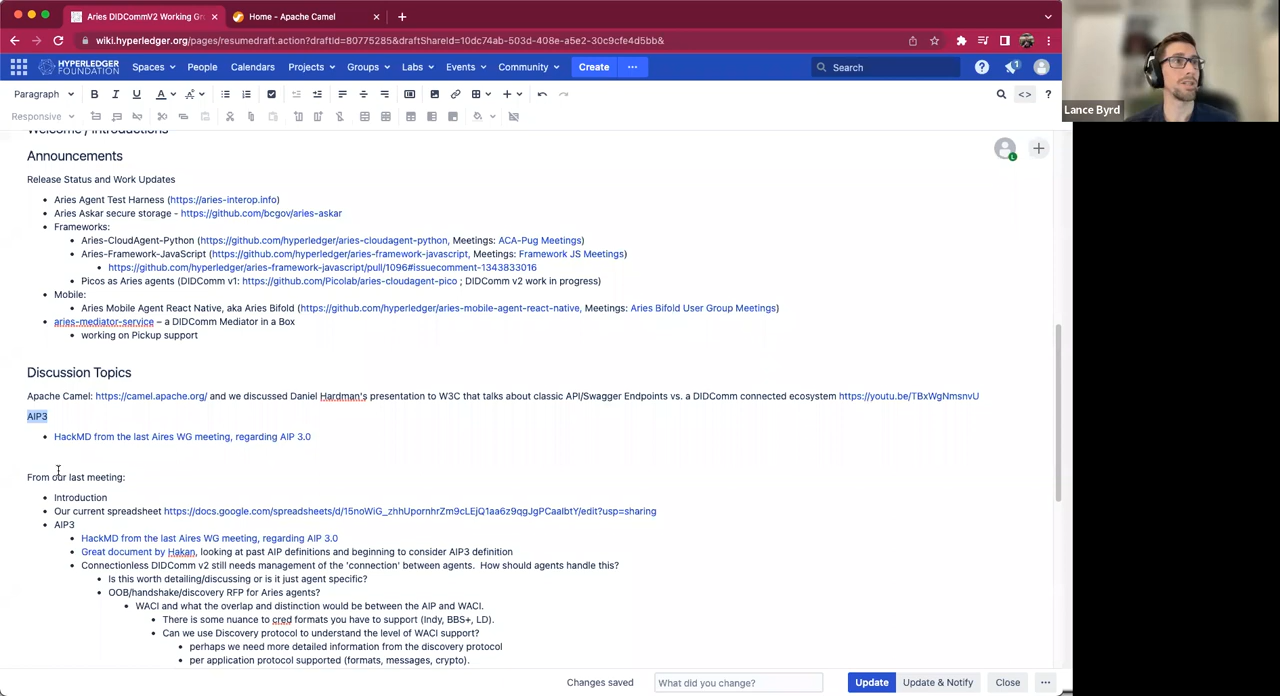 Aries DIDCommV2 Working Gr
Home - Apache Camel
wiki.hyperledger.org/pages/resumedraft.action?draftId=80775285&draftShareId=10dc74ab-503d-408e-a5e2-30c9cfe4d5bb&
HYPERLEDGER FOUNDATION
Spaces People Calendars Projects Groups Labs Events Community Create ... Search
Paragraph B I U A
Responsive
Lance Byrd
Welcome / Introductions
Announcements
Release Status and Work Updates
Aries Agent Test Harness (https://aries-interop.info)
Aries Askar secure storage - https://github.com/bcgov/aries-askar
Frameworks:
Aries-CloudAgent-Python (https://github.com/hyperledger/aries-cloudagent-python, Meetings: ACA-Pug Meetings)
Aries-Framework-JavaScript (https://github.com/hyperledger/aries-framework-javascript, Meetings: Framework JS Meetings)
https://github.com/hyperledger/aries-framework-javascript/pull/1096#issuecomment-1343833016
Picos as Aries agents (DIDComm v1: https://github.com/Picolab/aries-cloudagent-pico ; DIDComm v2 work in progress)
Mobile:
Aries Mobile Agent React Native, aka Aries Bifold (https://github.com/hyperledger/aries-mobile-agent-react-native, Meetings: Aries Bifold User Group Meetings)
aries-mediator-service – a DIDComm Mediator in a Box
working on Pickup support
Discussion Topics
Apache Camel: https://camel.apache.org/ and we discussed Daniel Hardman's presentation to W3C that talks about classic API/Swagger Endpoints vs. a DIDComm connected ecosystem https://youtu.be/TBxWgNmsnvU
AIP3
HackMD from the last Aires WG meeting, regarding AIP 3.0
From our last meeting:
Introduction
Our current spreadsheet https://docs.google.com/spreadsheets/d/15noWiG_zhhUpornhrZm9cLEjQ1aa6z9qgJgPCaaIbtY/edit?usp=sharing
AIP3
HackMD from the last Aires WG meeting, regarding AIP 3.0
Great document by Hakan, looking at past AIP definitions and beginning to consider AIP3 definition
Connectionless DIDComm v2 still needs management of the 'connection' between agents. How should agents handle this?
Is this worth detailing/discussing or is it just agent specific?
OOB/handshake/discovery RFP for Aries agents?
WACI and what the overlap and distinction would be between the AIP and WACI.
There is some nuance to cred formats you have to support (Indy, BBS+, LD).
Can we use Discovery protocol to understand the level of WACI support?
perhaps we need more detailed information from the discovery protocol
per application protocol supported (formats, messages, crypto).
Changes saved What did you change? Update Update & Notify Close ...